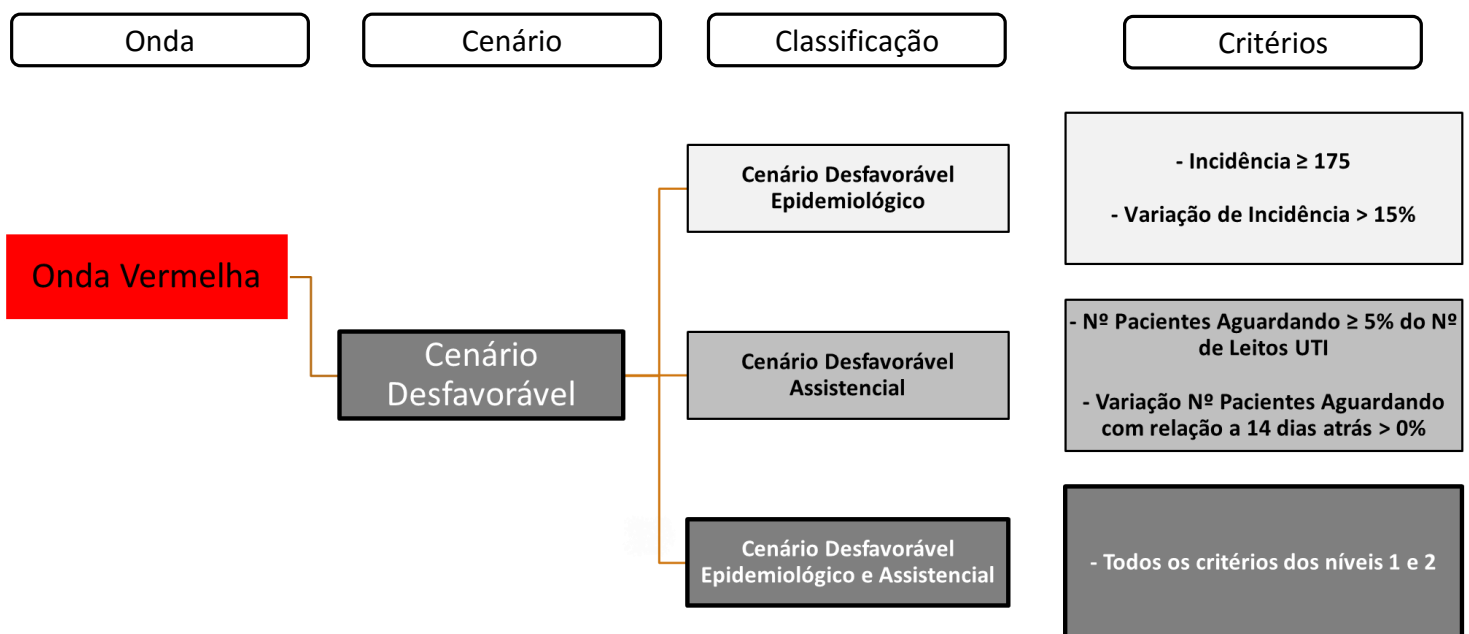 Onda
Cenário
Classificação
Critérios
Onda Vermelha
Cenário
Desfavorável
Cenário Desfavorável
Epidemiológico
- Incidência ≥ 175
- Variação de Incidência > 15%
Cenário Desfavorável
Assistencial
- Nº Pacientes Aguardando ≥ 5% do Nº
de Leitos UTI
- Variação Nº Pacientes Aguardando
com relação a 14 dias atrás > 0%
Cenário Desfavorável
Epidemiológico e Assistencial
- Todos os critérios dos níveis 1 e 2